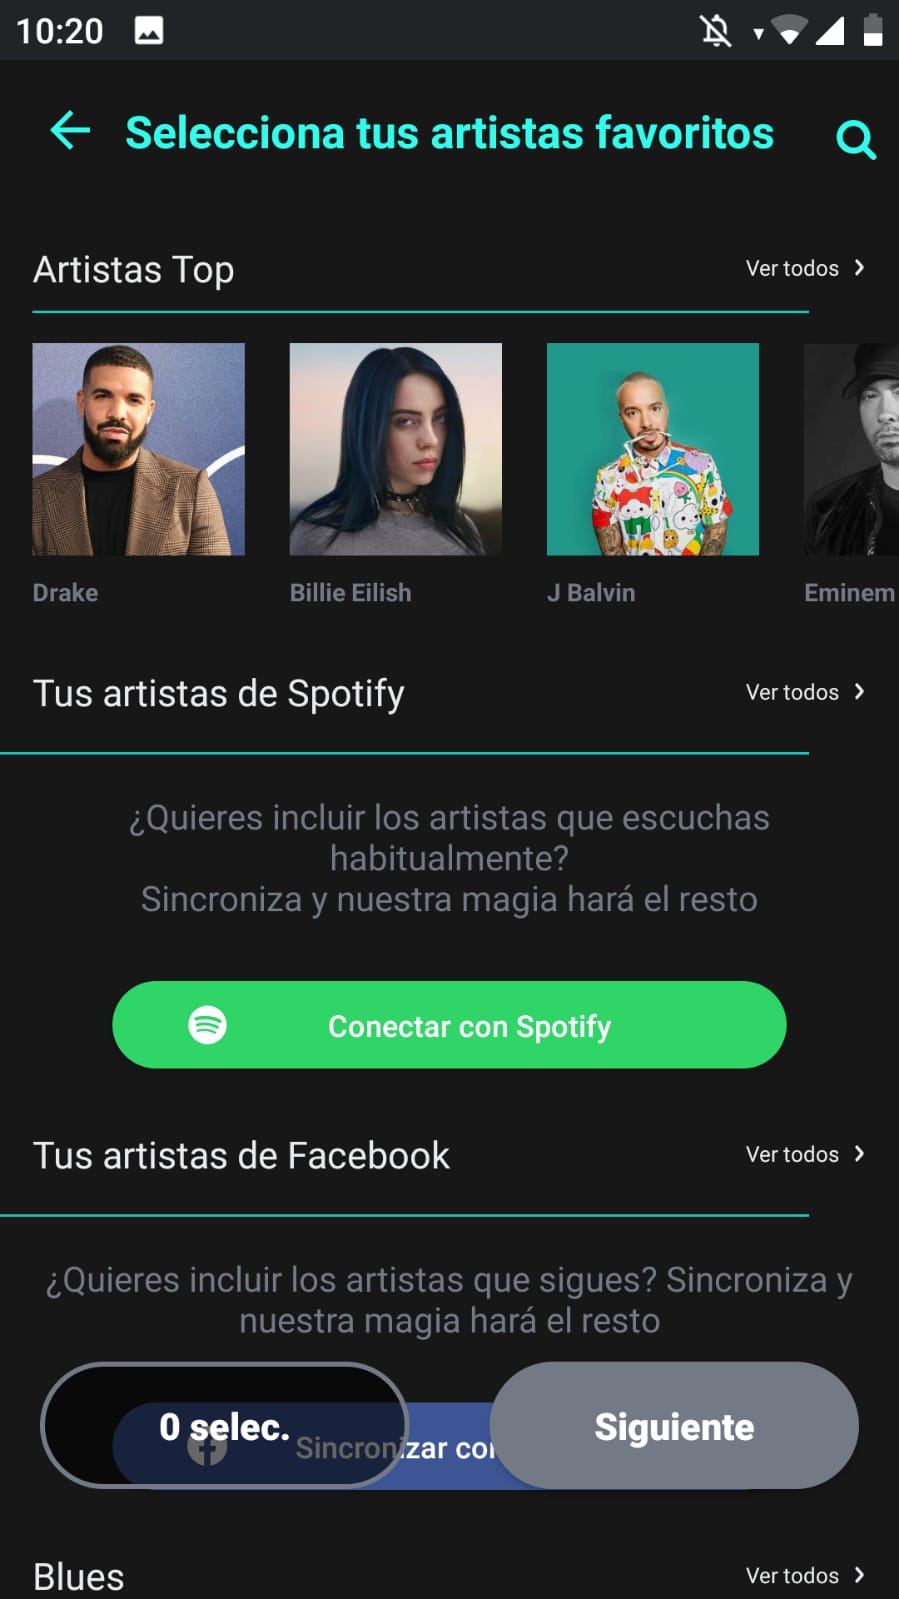 10:20
Selecciona tus artistas favoritos
Artistas Top
Ver todos
Drake
Billie Eilish
J Balvin
Eminem
Tus artistas de Spotify
Ver todos
¿Quieres incluir los artistas que escuchas
habitualmente?
Sincroniza y nuestra magia hará el resto
Conectar con Spotify
Tus artistas de Facebook
Ver todos
¿Quieres incluir los artistas que sigues? Sincroniza y
nuestra magia hará el resto
0 selec.
Sincronizar con
Siguiente
Blues
Ver todos